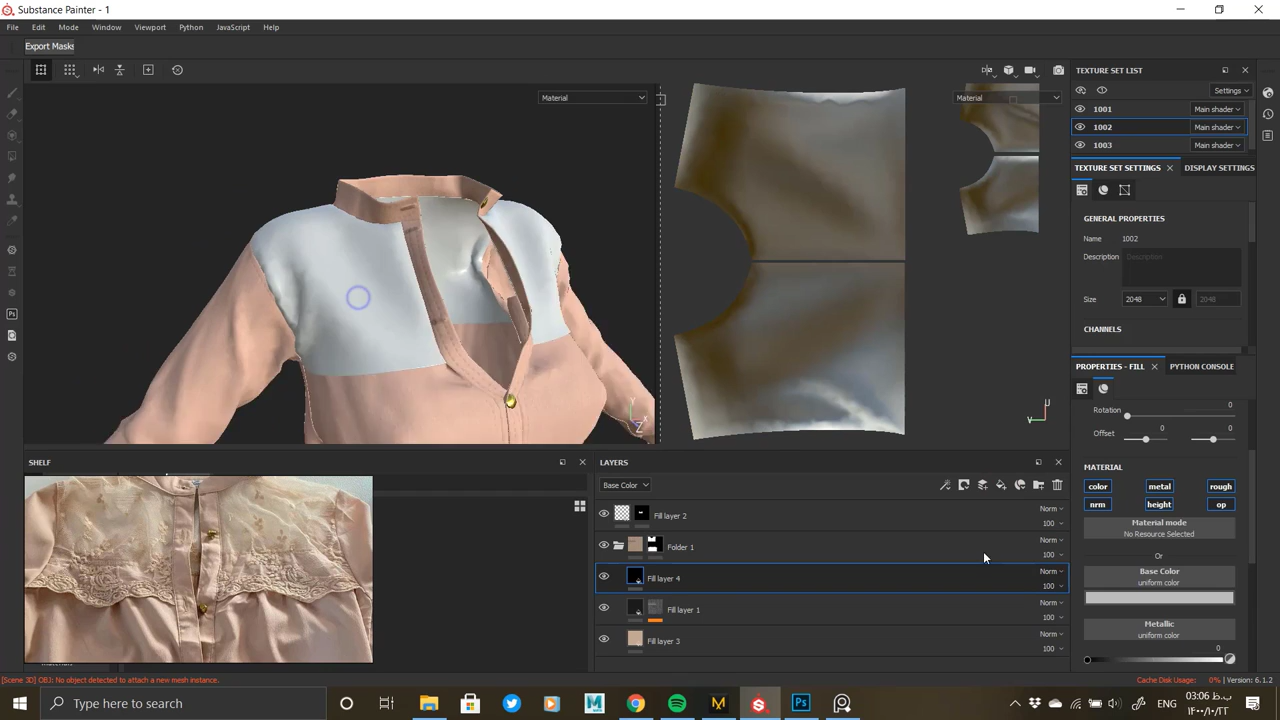 Substance Painter - 1
File Edit Mode Window Viewport Python JavaScript Help
Export Masks
Material
Material
TEXTURE SET LIST
Settings
1001 Main shader
1002 Main shader
1003 Main shader
TEXTURE SET SETTINGS DISPLAY SETTINGS
GENERAL PROPERTIES
Name 1002
Description
Size 2048 2048
CHANNELS
PROPERTIES - FILL PYTHON CONSOLE
Rotation 0
Offset 0 0
MATERIAL
color metal rough
nrm height op
Material mode
No Resource Selected
Or
Base Color
uniform color
Metallic
uniform color
0
Y
Z
U
V
SHELF
LAYERS
Base Color
Fill layer 2 Norm 100
Folder 1 Norm 100
Fill layer 4 Norm 100
Fill layer 1 Norm 100
Fill layer 3 Norm 100
[Scene 3D] OBJ: No object detected to attach a new mesh instance.
Cache Disk Usage: 0% | Version: 6.1.2
Type here to search
ENG
03:06 ب.ظ
۱۴۰۰/۱۰/۲۳